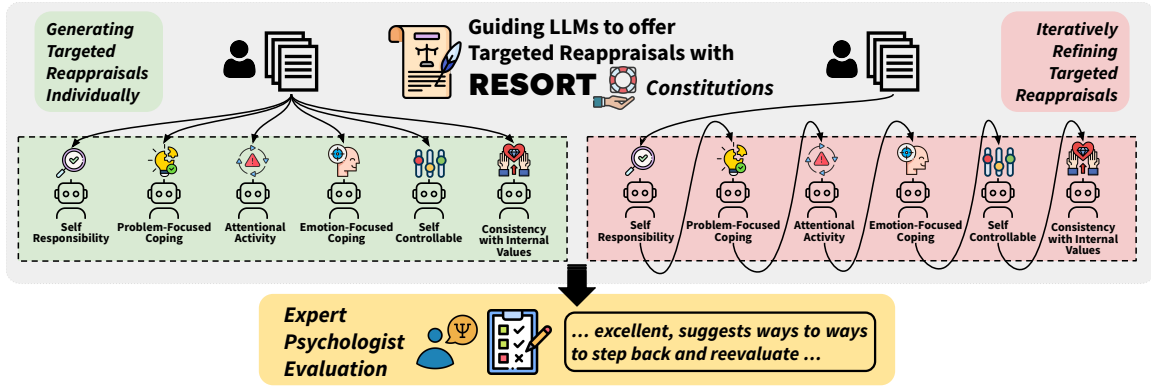 Generating
Targeted
Reappraisals
Individually
Guiding LLMs to offer
Targeted Reappraisals with
RESORT Constitutions
Iteratively
Refining
Targeted
Reappraisals
Self
Responsibility
Problem-Focused
Coping
Attentional
Activity
Emotion-Focused
Coping
Self
Controllable
Consistency
with Internal
Values
Self
Responsibility
Problem-Focused
Coping
Attentional
Activity
Emotion-Focused
Coping
Self
Controllable
Consistency
with Internal
Values
Expert
Psychologist
Evaluation
Ψ
... excellent, suggests ways to ways
to step back and reevaluate ...